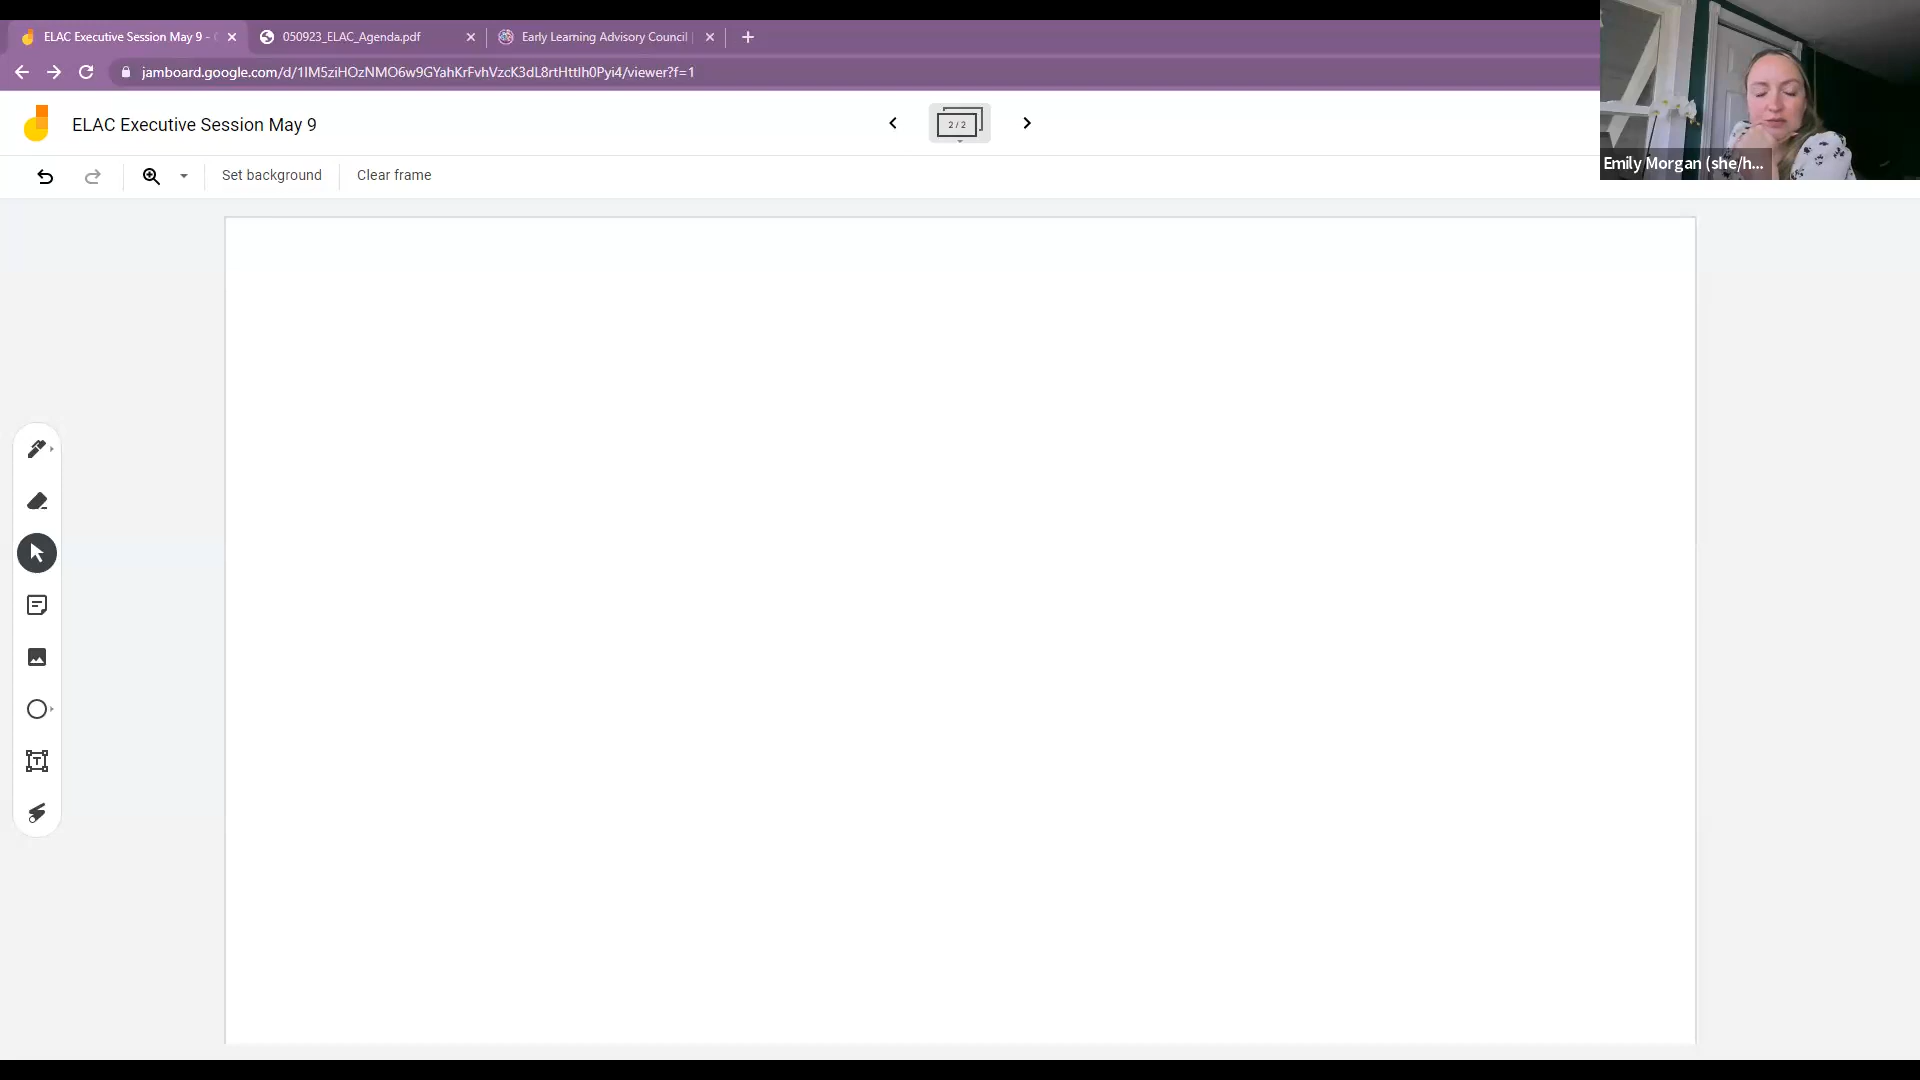 ELAC Executive Session May 9 -
050923_ELAC_Agenda.pdf
Early Learning Advisory Council
jamboard.google.com/d/1IM5ziHOzNMO6w9GYahKrFvhVzcK3dL8rtHttIh0Pyi4/viewer?f=1
ELAC Executive Session May 9
2 / 2
Set background
Clear frame
Emily Morgan (she/h...